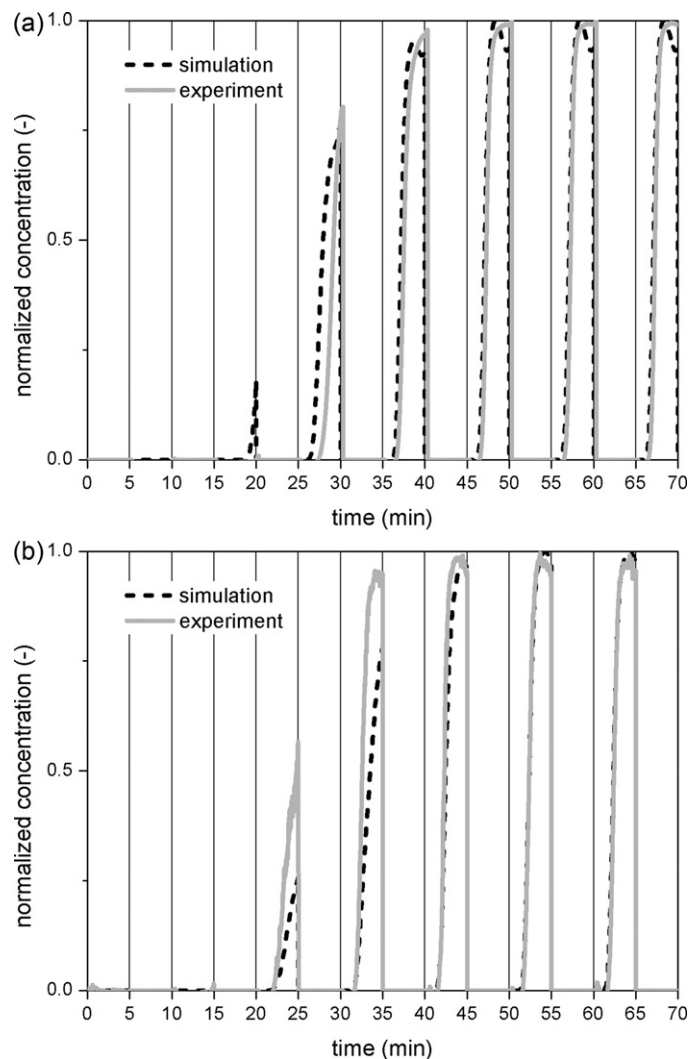 (a)
1.0
simulation
experiment
normalized concentration (-)
0.5
0.0
0 5 10 15 20 25 30 35 40 45 50 55 60 65 70
time (min)
(b)
1.0
simulation
experiment
normalized concentration (-)
0.5
0.0
0 5 10 15 20 25 30 35 40 45 50 55 60 65 70
time (min)